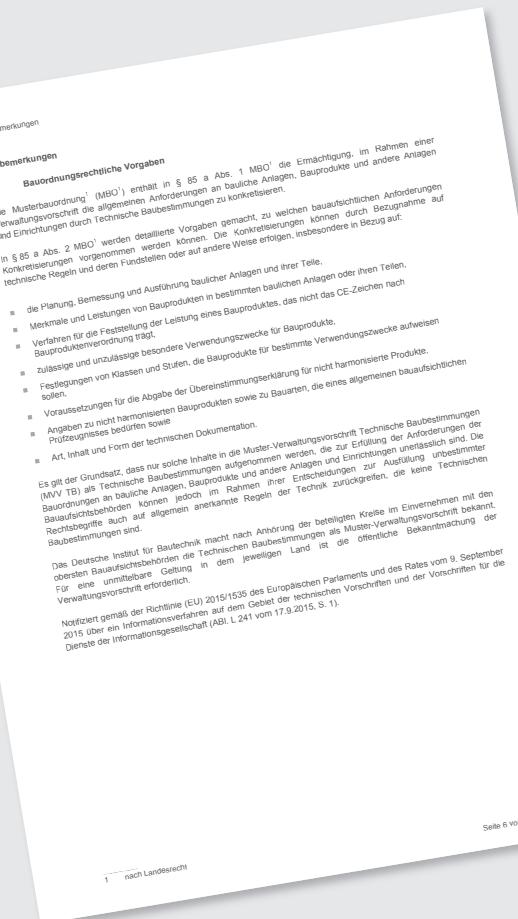 merkungen
bemerkungen
Bauordnungsrechtliche Vorgaben
ie Musterbauordnung¹ (MBO¹) enthält in § 85 a Abs. 1 MBO¹ die Ermächtigung, im Rahmen einer
erwaltungsvorschrift die allgemeinen Anforderungen an bauliche Anlagen, Bauprodukte und andere Anlagen
und Einrichtungen durch Technische Baubestimmungen zu konkretisieren.
In § 85 a Abs. 2 MBO¹ werden detaillierte Vorgaben gemacht, zu welchen bauaufsichtlichen Anforderungen
Konkretisierungen vorgenommen werden können. Die Konkretisierungen können durch Bezugnahme auf
technische Regeln und deren Fundstellen oder auf andere Weise erfolgen, insbesondere in Bezug auf:
■ die Planung, Bemessung und Ausführung baulicher Anlagen und ihrer Teile,
■ Merkmale und Leistungen von Bauprodukten in bestimmten baulichen Anlagen oder ihren Teilen,
■ Verfahren für die Feststellung der Leistung eines Bauproduktes, das nicht das CE-Zeichen nach
Bauproduktenverordnung trägt,
■ zulässige und unzulässige besondere Verwendungszwecke für Bauprodukte,
■ Festlegungen von Klassen und Stufen, die Bauprodukte für bestimmte Verwendungszwecke aufweisen
sollen,
■ Voraussetzungen für die Abgabe der Übereinstimmungserklärung für nicht harmonisierte Produkte,
■ Angaben zu nicht harmonisierten Bauprodukten sowie zu Bauarten, die eines allgemeinen bauaufsichtlichen
Prüfzeugnisses bedürfen sowie
■ Art, Inhalt und Form der technischen Dokumentation.
Es gilt der Grundsatz, dass nur solche Inhalte in die Muster-Verwaltungsvorschrift Technische Baubestimmungen
(MVV TB) als Technische Baubestimmungen aufgenommen werden, die zur Erfüllung der Anforderungen der
Bauordnungen an bauliche Anlagen, Bauprodukte und andere Anlagen und Einrichtungen unerlässlich sind. Die
Bauaufsichtsbehörden können jedoch im Rahmen ihrer Entscheidungen zur Ausfüllung unbestimmter
Rechtsbegriffe auch auf allgemein anerkannte Regeln der Technik zurückgreifen, die keine Technischen
Baubestimmungen sind.
Das Deutsche Institut für Bautechnik macht nach Anhörung der beteiligten Kreise im Einvernehmen mit den
obersten Bauaufsichtsbehörden die Technischen Baubestimmungen als Muster-Verwaltungsvorschrift bekannt.
Für eine unmittelbare Geltung in dem jeweiligen Land ist die öffentliche Bekanntmachung der
Verwaltungsvorschrift erforderlich.
Notifiziert gemäß der Richtlinie (EU) 2015/1535 des Europäischen Parlaments und des Rates vom 9. September
2015 über ein Informationsverfahren auf dem Gebiet der technischen Vorschriften und der Vorschriften für die
Dienste der Informationsgesellschaft (ABl. L 241 vom 17.9.2015, S. 1).
1 nach Landesrecht
Seite 6 vo